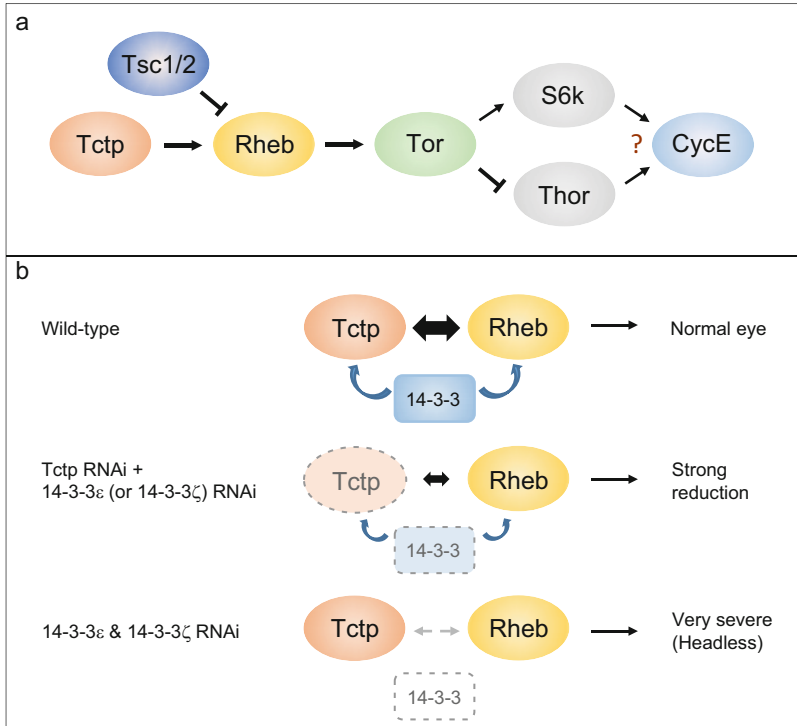 a
Tsc1/2
Tctp
Rheb
Tor
S6k
Thor
?
CycE
b
Wild-type
Tctp
Rheb
14-3-3
Normal eye
Tctp RNAi +
14-3-3ε (or 14-3-3ζ) RNAi
Tctp
Rheb
14-3-3
Strong
reduction
14-3-3ε & 14-3-3ζ RNAi
Tctp
Rheb
14-3-3
Very severe
(Headless)